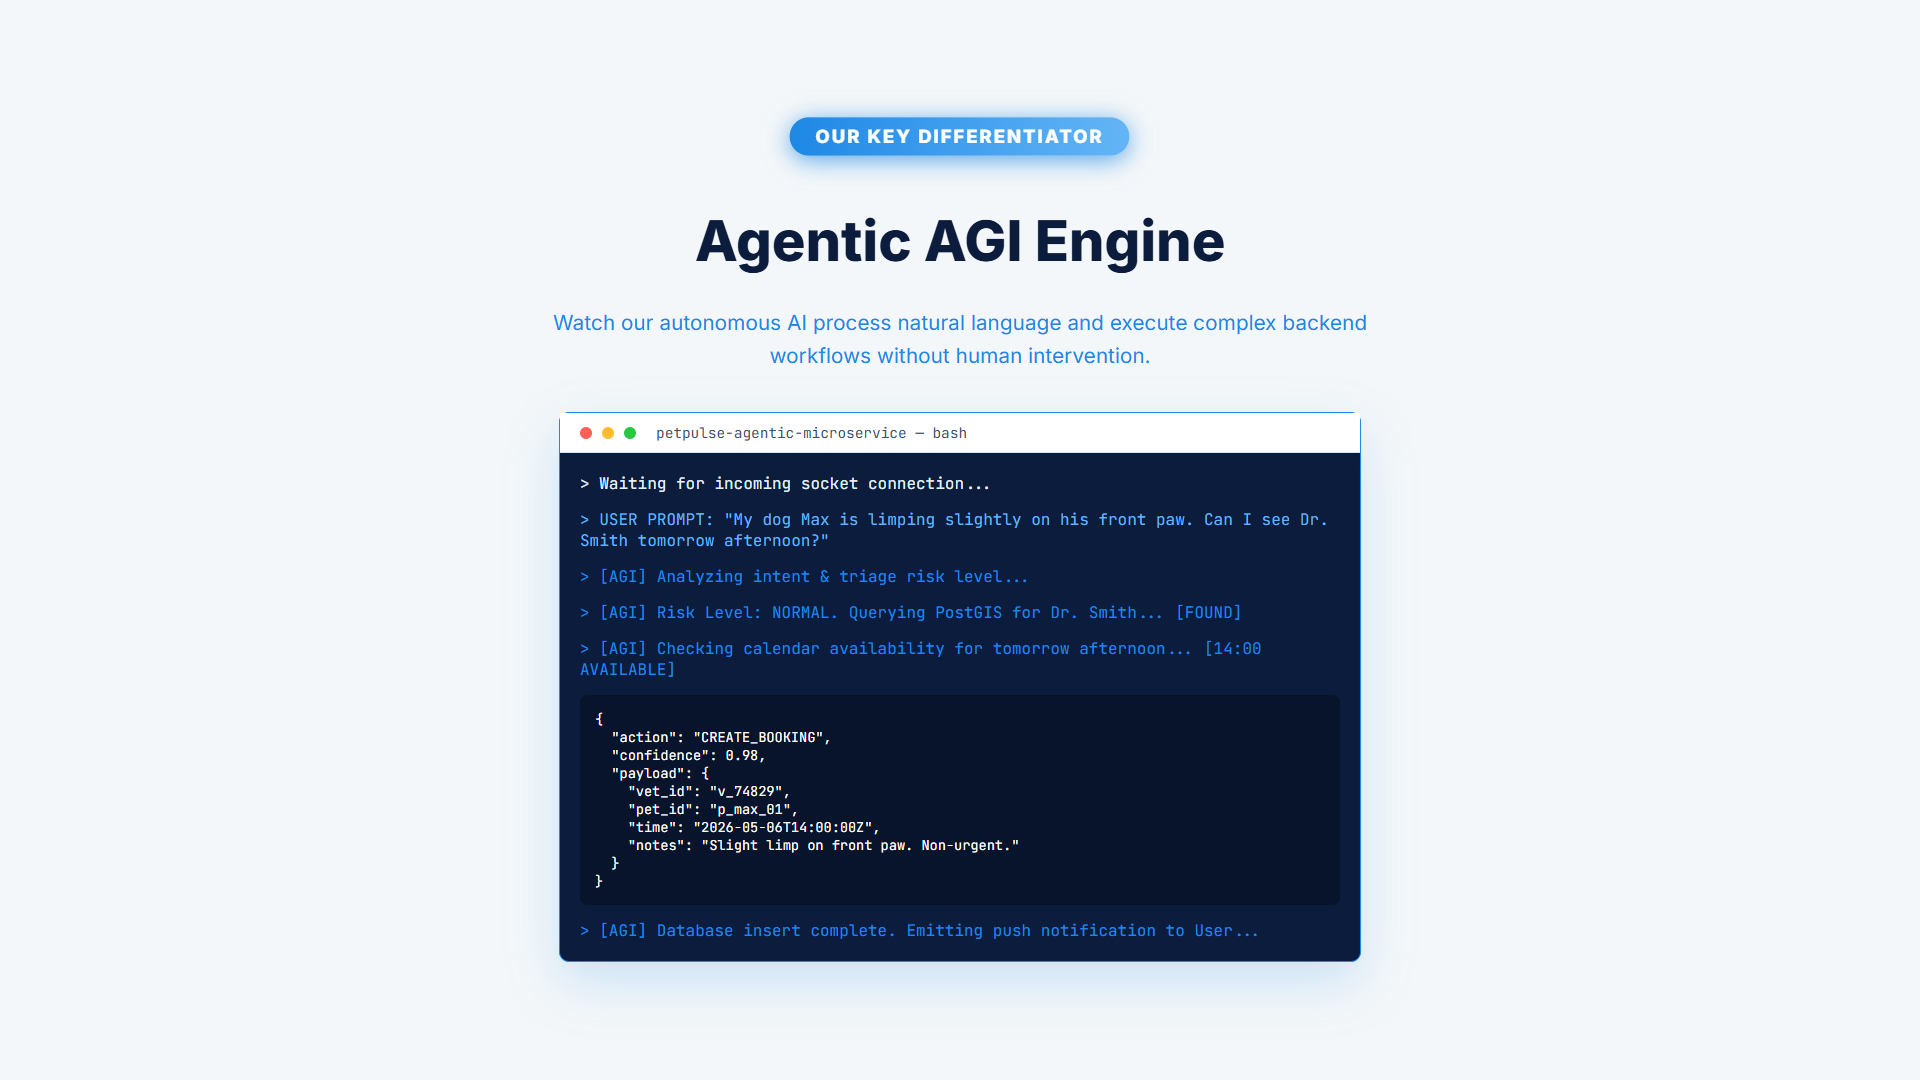 OUR KEY DIFFERENTIATOR
Agentic AGI Engine
Watch our autonomous AI process natural language and execute complex backend
workflows without human intervention.
petpulse-agentic-microservice — bash
> Waiting for incoming socket connection...
> USER PROMPT: "My dog Max is limping slightly on his front paw. Can I see Dr.
Smith tomorrow afternoon?"
> [AGI] Analyzing intent & triage risk level...
> [AGI] Risk Level: NORMAL. Querying PostGIS for Dr. Smith... [FOUND]
> [AGI] Checking calendar availability for tomorrow afternoon... [14:00
AVAILABLE]
{
  "action": "CREATE_BOOKING",
  "confidence": 0.98,
  "payload": {
    "vet_id": "v_74829",
    "pet_id": "p_max_01",
    "time": "2026-05-06T14:00:00Z",
    "notes": "Slight limp on front paw. Non-urgent."
  }
}
> [AGI] Database insert complete. Emitting push notification to User...